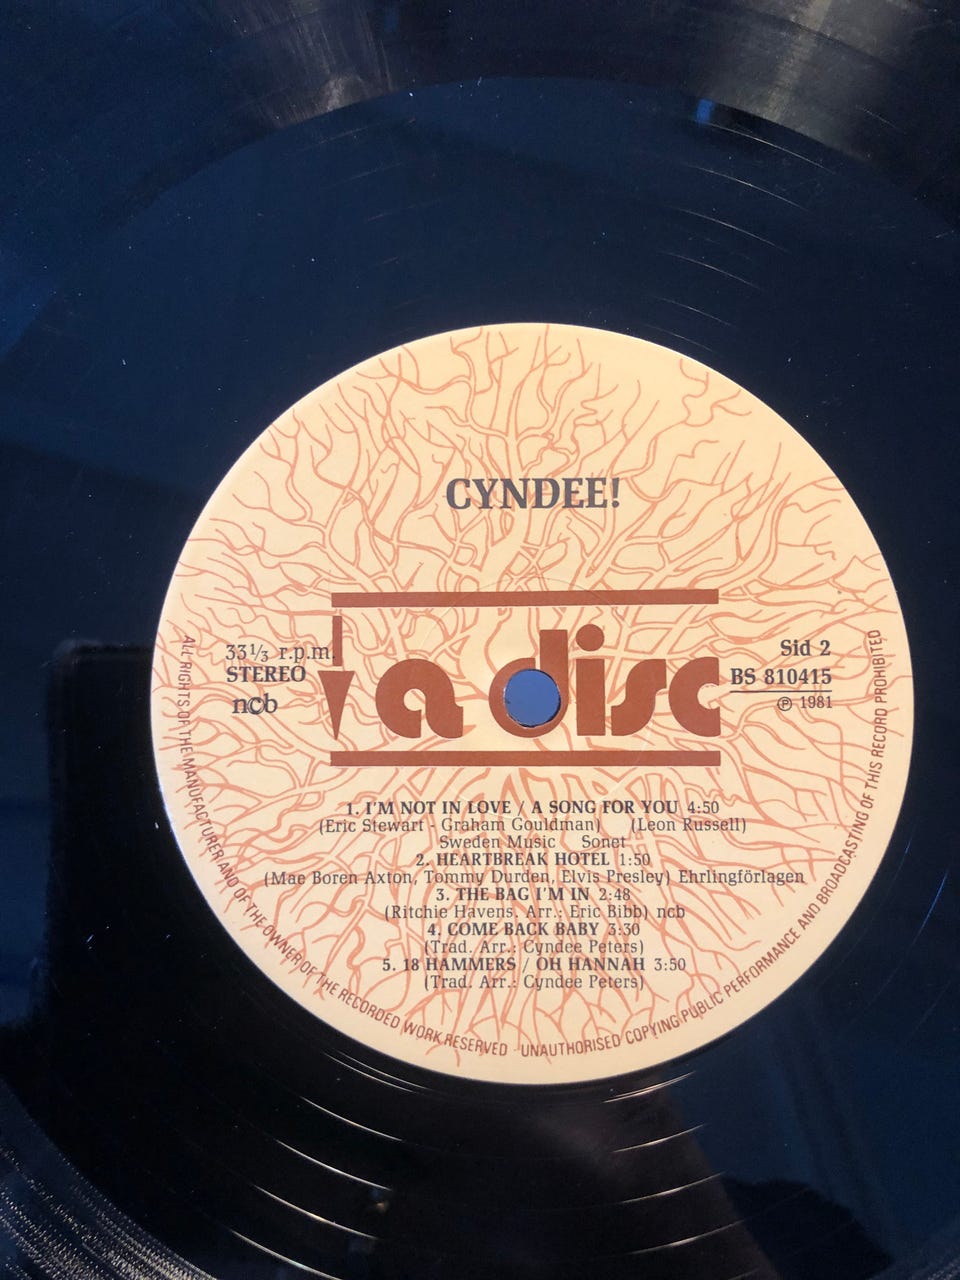 CYNDEE!
33⅓ r.p.m.
STEREO
ncb
a disc
Sid 2
BS 810415
℗ 1981
1. I'M NOT IN LOVE / A SONG FOR YOU 4:50
(Eric Stewart - Graham Gouldman) (Leon Russell)
Sweden Music Sonet
2. HEARTBREAK HOTEL 1:50
(Mae Boren Axton, Tommy Durden, Elvis Presley) Ehrlingförlagen
3. THE BAG I'M IN 2:48
(Ritchie Havens. Arr.: Eric Bibb) ncb
4. COME BACK BABY 3:30
(Trad. Arr.: Cyndee Peters)
5. 18 HAMMERS / OH HANNAH 3:50
(Trad. Arr.: Cyndee Peters)
ALL RIGHTS OF THE MANUFACTURER AND OF THE OWNER OF THE RECORDED WORK RESERVED · UNAUTHORISED COPYING PUBLIC PERFORMANCE AND BROADCASTING OF THIS RECORD PROHIBITED